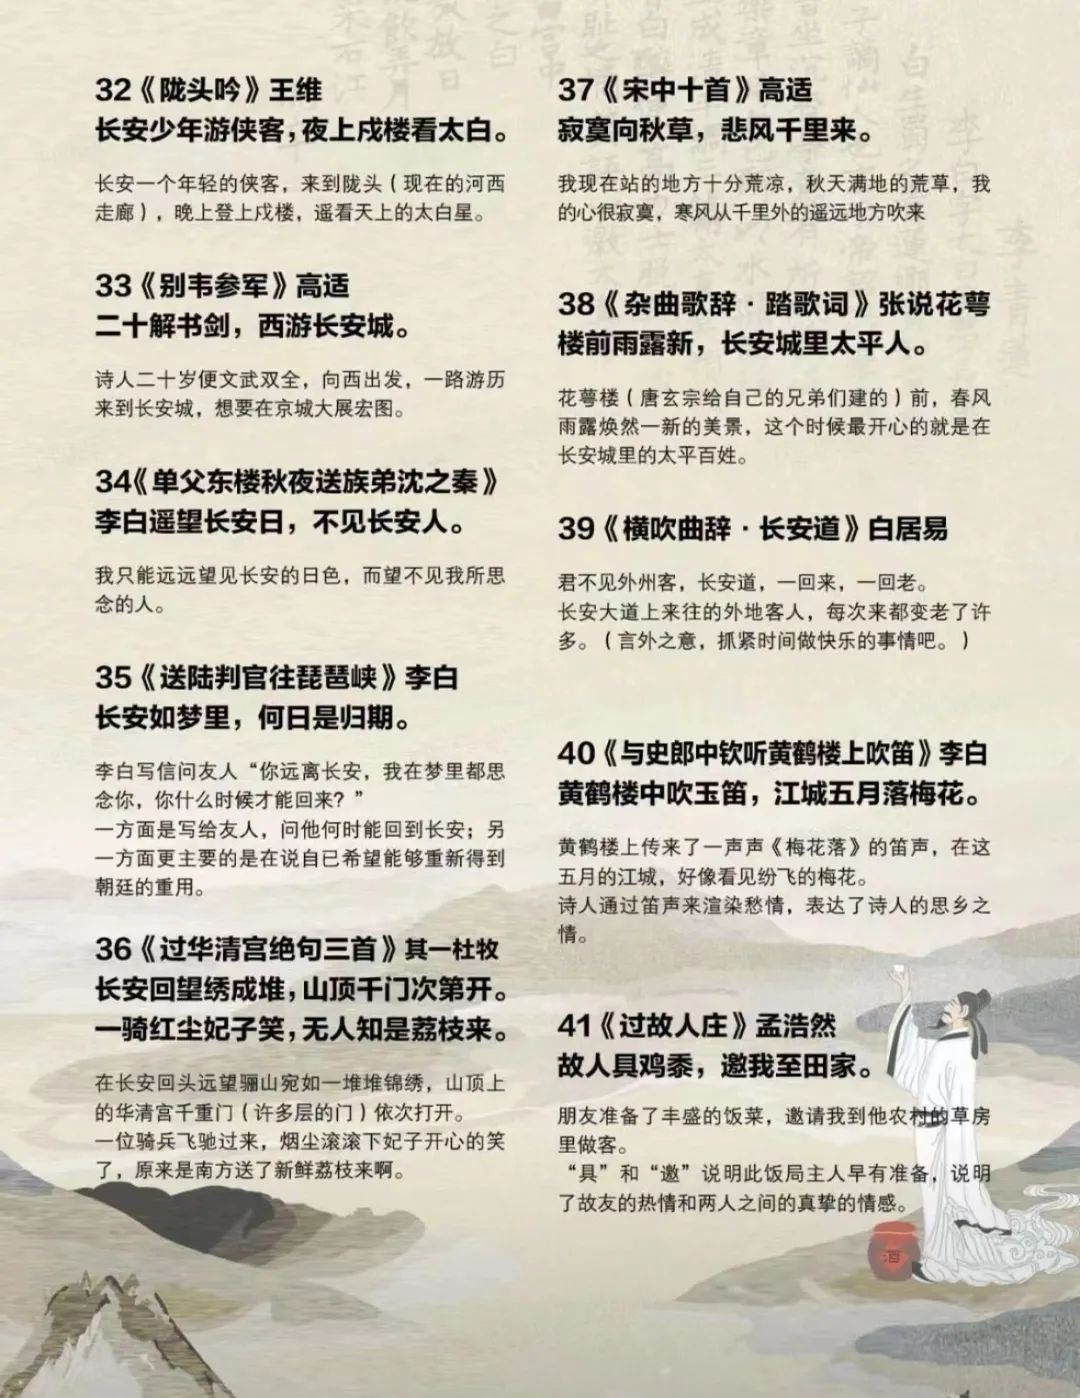 32《陇头吟》王维
长安少年游侠客，夜上戍楼看太白。
长安一个年轻的侠客，来到陇头（现在的河西
走廊），晚上登上戍楼，遥看天上的太白星。
33《别韦参军》高适
二十解书剑，西游长安城。
诗人二十岁便文武双全，向西出发，一路游历
来到长安城，想要在京城大展宏图。
34《单父东楼秋夜送族弟沈之秦》
李白遥望长安日，不见长安人。
我只能远远望见长安的日色，而望不见我所思
念的人。
35《送陆判官往琵琶峡》李白
长安如梦里，何日是归期。
李白写信问友人“你远离长安，我在梦里都思
念你，你什么时候才能回来？”
一方面是写给友人，问他何时能回到长安；另
一方面更主要的是在说自已希望能够重新得到
朝廷的重用。
36《过华清宫绝句三首》其一杜牧
长安回望绣成堆，山顶千门次第开。
一骑红尘妃子笑，无人知是荔枝来。
在长安回头远望骊山宛如一堆堆锦绣，山顶上
的华清宫千重门（许多层的门）依次打开。
一位骑兵飞驰过来，烟尘滚滚下妃子开心的笑
了，原来是南方送了新鲜荔枝来啊。
37《宋中十首》高适
寂寞向秋草，悲风千里来。
我现在站的地方十分荒凉，秋天满地的荒草，我
的心很寂寞，寒风从千里外的遥远地方吹来
38《杂曲歌辞·踏歌词》张说花萼
楼前雨露新，长安城里太平人。
花萼楼（唐玄宗给自己的兄弟们建的）前，春风
雨露焕然一新的美景，这个时候最开心的就是在
长安城里的太平百姓。
39《横吹曲辞·长安道》白居易
君不见外州客，长安道，一回来，一回老。
长安大道上来往的外地客人，每次来都变老了许
多。（言外之意，抓紧时间做快乐的事情吧。）
40《与史郎中钦听黄鹤楼上吹笛》李白
黄鹤楼中吹玉笛，江城五月落梅花。
黄鹤楼上传来了一声声《梅花落》的笛声，在这
五月的江城，好像看见纷飞的梅花。
诗人通过笛声来渲染愁情，表达了诗人的思乡之
情。
41《过故人庄》孟浩然
故人具鸡黍，邀我至田家。
朋友准备了丰盛的饭菜，邀请我到他农村的草房
里做客。
“具”和“邀”说明此饭局主人早有准备，说明
了故友的热情和两人之间的真挚的情感。
酒